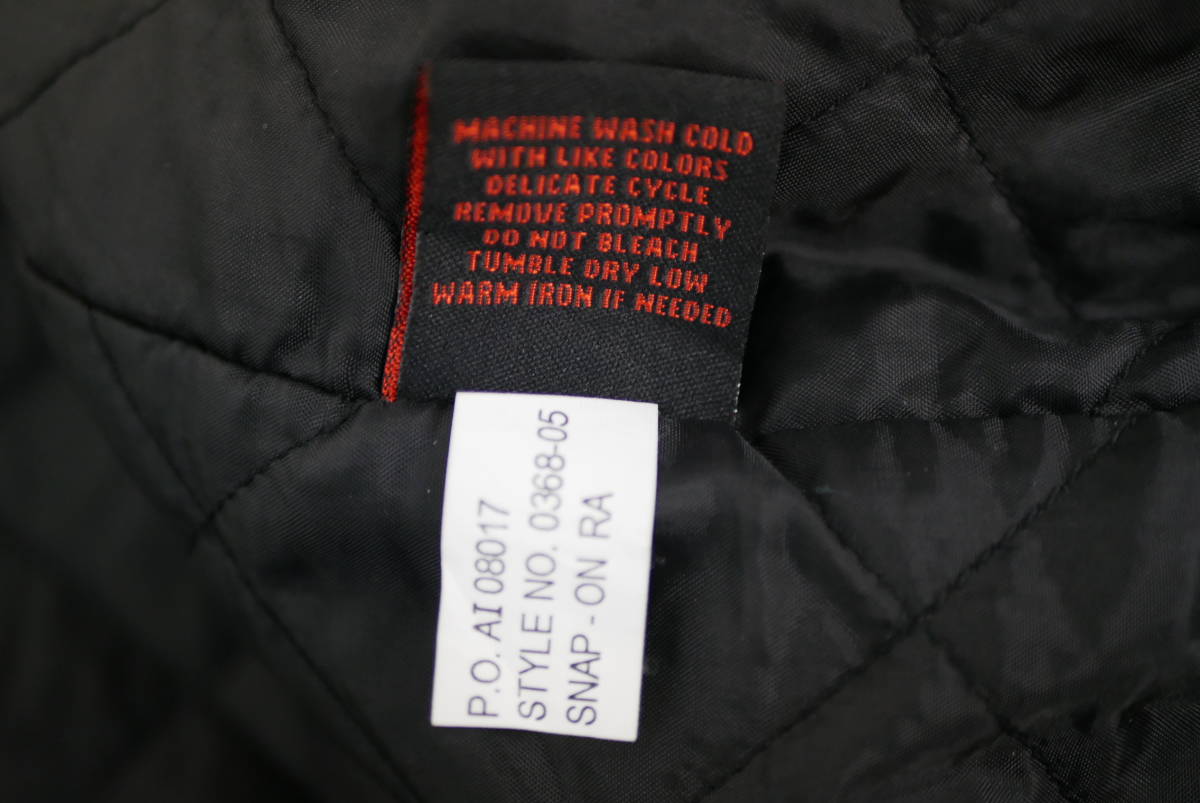 MACHINE WASH COLD
WITH LIKE COLORS
DELICATE CYCLE
REMOVE PROMPTLY
DO NOT BLEACH
TUMBLE DRY LOW
WARM IRON IF NEEDED
P.O. AI 08017
STYLE NO. 0368-05
SNAP - ON RA